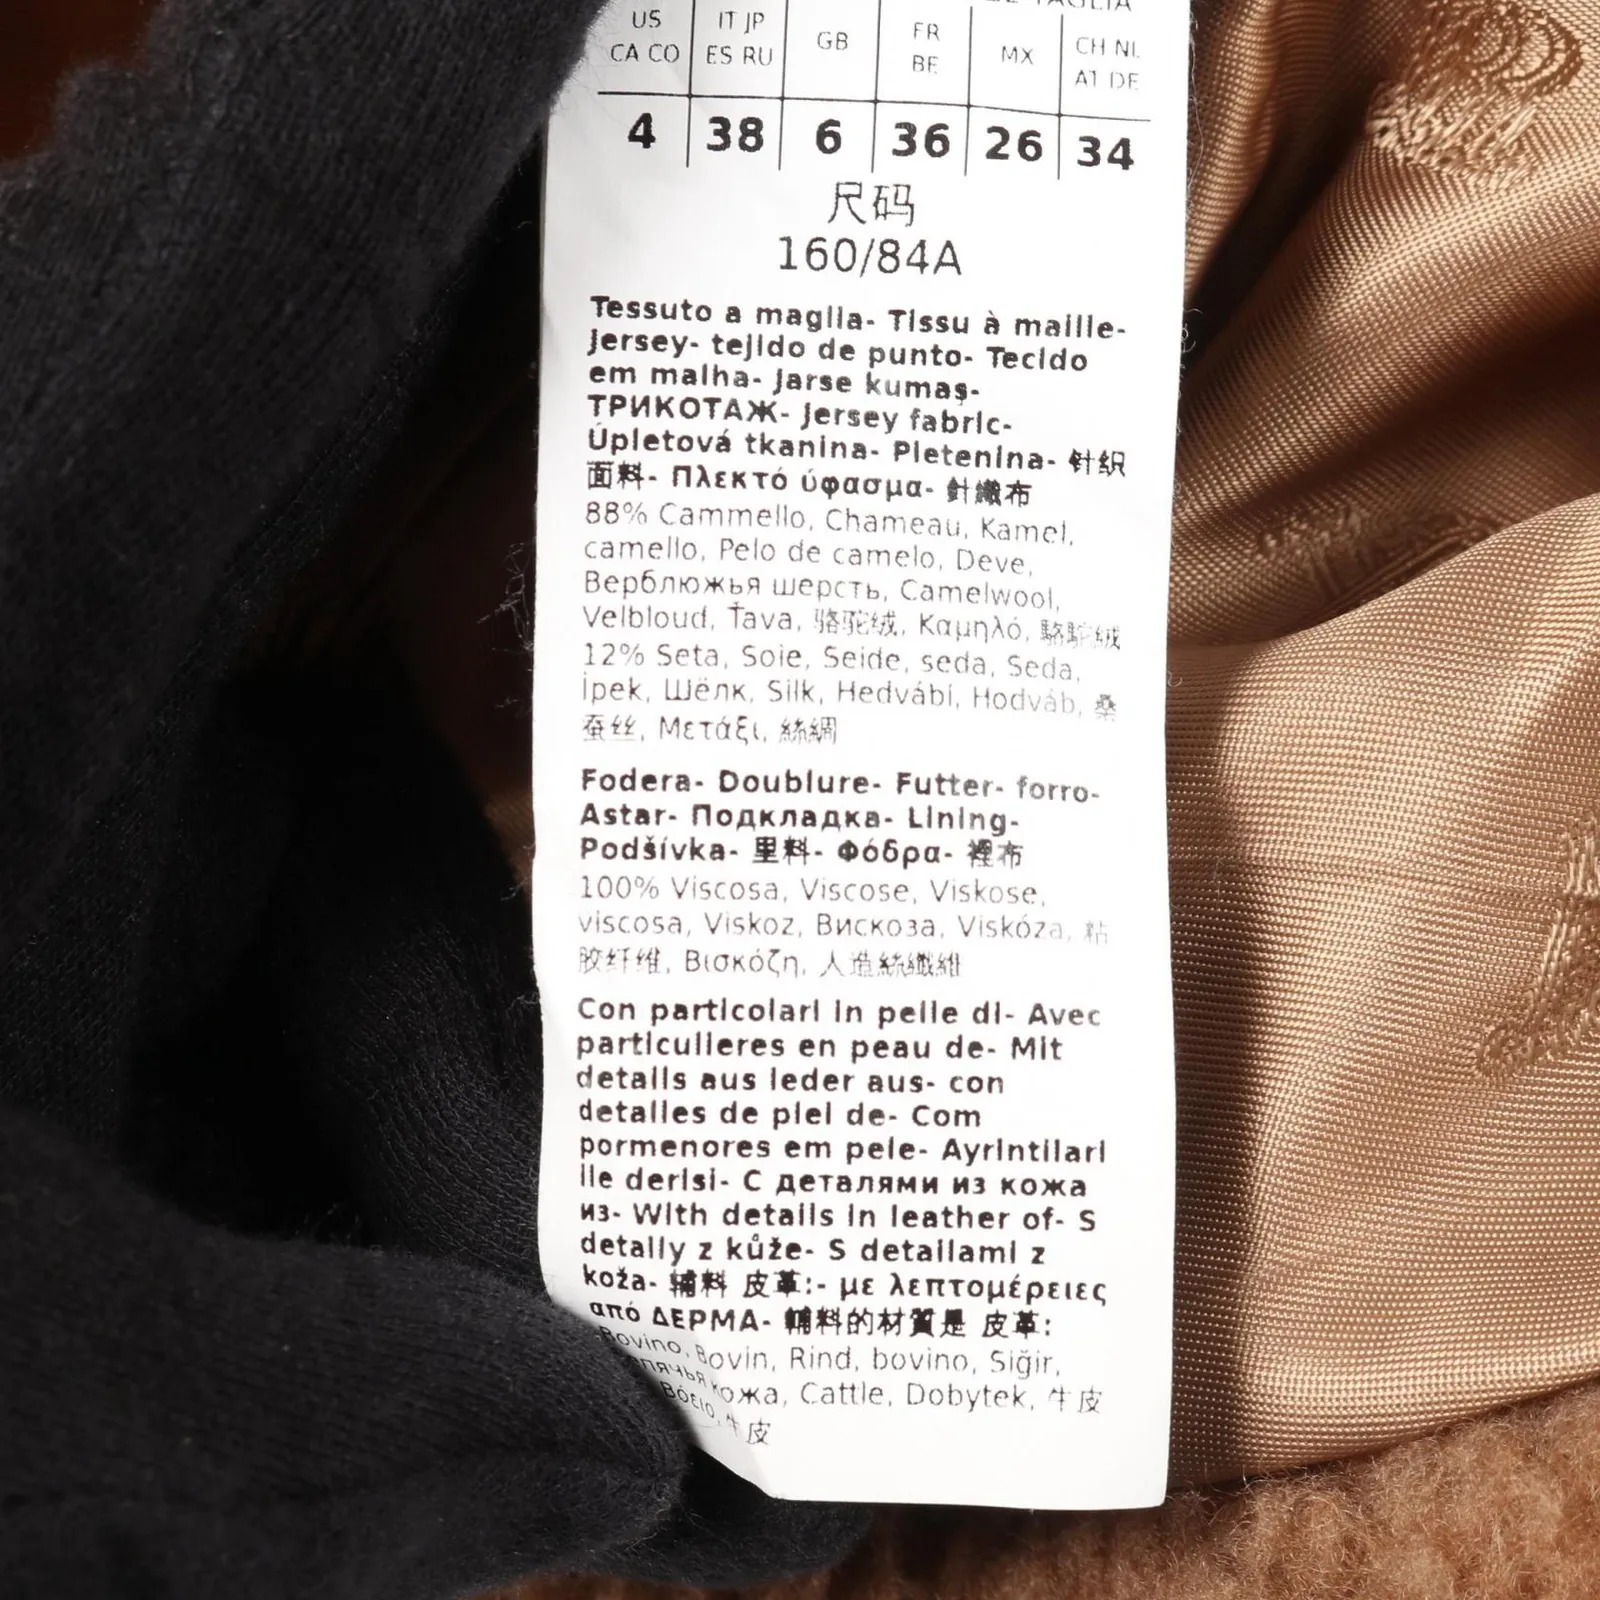 TAGLIA
US IT JP GB FR MX CH NL
CA CO ES RU BE AT DE
4 38 6 36 26 34
尺码
160/84A
Tessuto a maglia- Tissu à maille-
Jersey- tejido de punto- Tecido
em malha- Jarse kumaş-
ТРИКОТАЖ- Jersey fabric-
Úpletová tkanina- Pletenina- 针织
面料- Πλεκτό ύφασμα- 針織布
88% Cammello, Chameau, Kamel,
camello, Pelo de camelo, Deve,
Верблюжья шерсть, Camelwool,
Velbloud, Ťava, 骆驼绒, Καμηλό, 駱駝絨
12% Seta, Soie, Seide, seda, Seda,
İpek, Шёлк, Silk, Hedvábí, Hodváb, 桑
蚕丝, Μετάξι, 絲綢
Fodera- Doublure- Futter- forro-
Astar- Подкладка- Lining-
Podšívka- 里料- Φόδρα- 裡布
100% Viscosa, Viscose, Viskose,
viscosa, Viskoz, Вискоза, Viskóza, 粘
胶纤维, Βισκόζη, 人造絲纖維
Con particolari in pelle di- Avec
particulieres en peau de- Mit
details aus leder aus- con
detalles de piel de- Com
pormenores em pele- Ayrintilari
ile derisi- С деталями из кожа
из- With details in leather of- S
detaily z kůže- S detailami z
koža- 辅料 皮革:- με λεπτομέρειες
από ΔΕΡΜΑ- 輔料的材質是 皮革:
Bovino, Bovin, Rind, bovino, Siğir,
кожа, Cattle, Dobytek, 牛皮
Βόειο, 牛皮